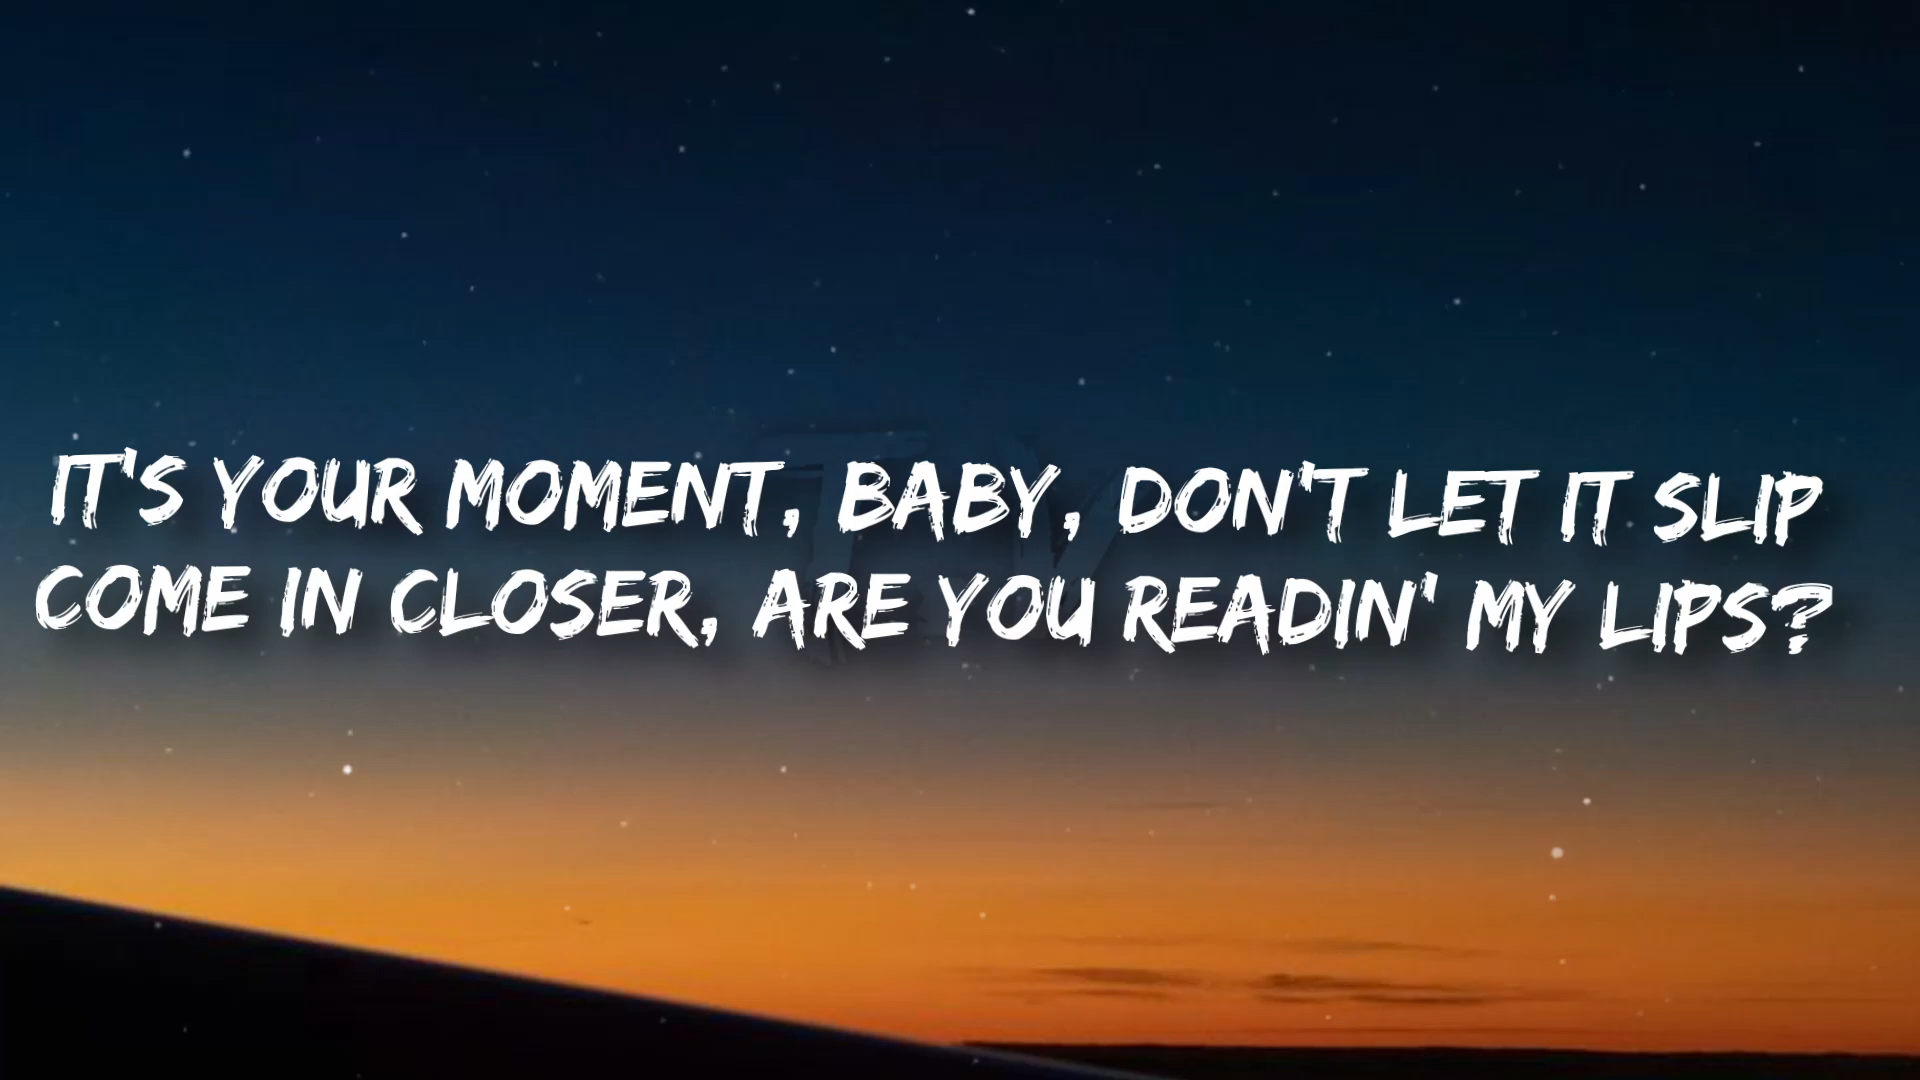 IT'S YOUR MOMENT, BABY, DON'T LET IT SLIP
COME IN CLOSER, ARE YOU READIN' MY LIPS?